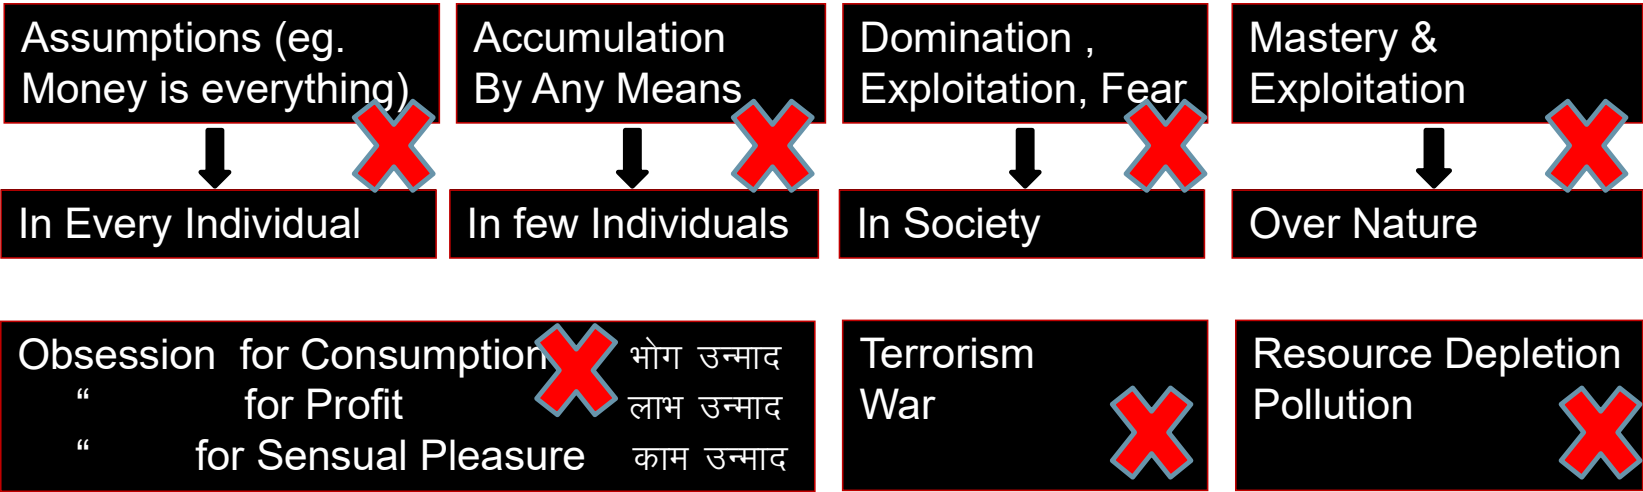 Assumptions (eg.
Money is everything)
Accumulation
By Any Means
Domination ,
Exploitation, Fear
Mastery &
Exploitation
In Every Individual
In few Individuals
In Society
Over Nature
Obsession for Consumption भोग उन्माद
“ for Profit लाभ उन्माद
“ for Sensual Pleasure काम उन्माद
Terrorism
War
Resource Depletion
Pollution